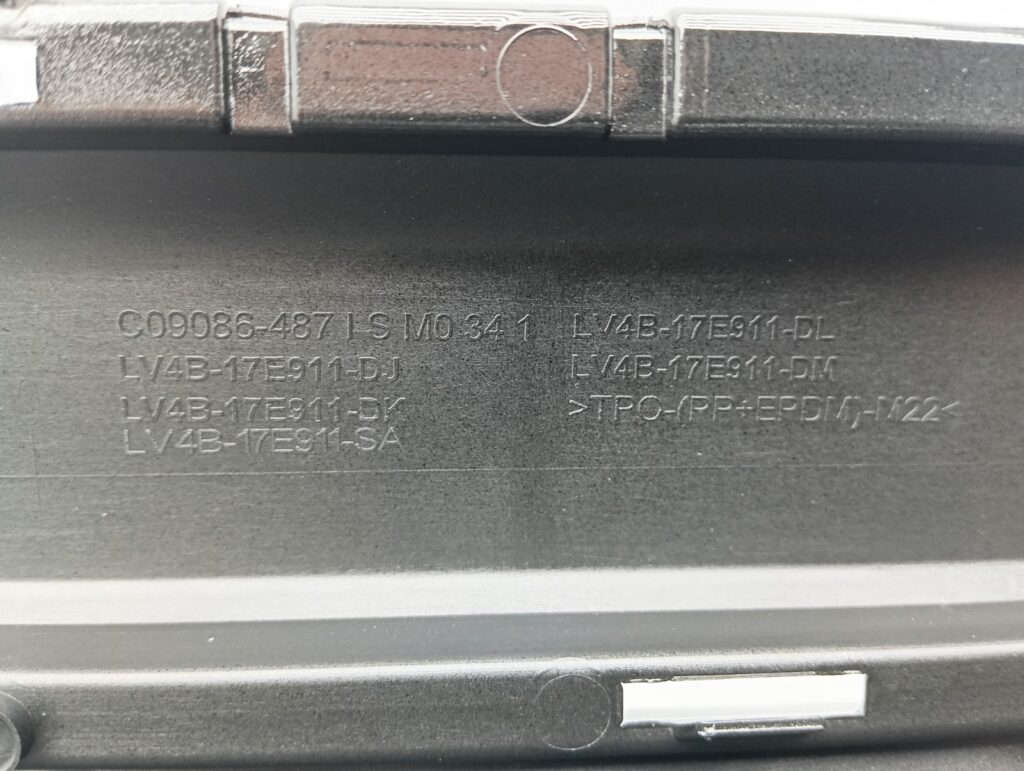 C09086-487 I S M0 34 1
LV4B-17E911-DJ
LV4B-17E911-DK
LV4B-17E911-SA
LV4B-17E911-DL
LV4B-17E911-DM
>TPO-(PP+EPDM)-M22<